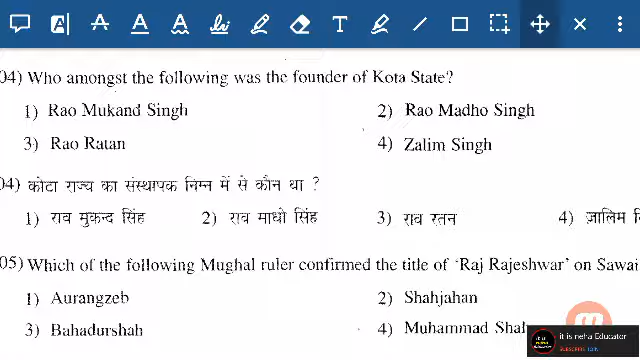 04) Who amongst the following was the founder of Kota State?
1) Rao Mukand Singh 2) Rao Madho Singh
3) Rao Ratan 4) Zalim Singh
04) कोटा राज्य का संस्थापक निम्न में से कौन था ?
1) राव मुकन्द सिंह 2) राव माधो सिंह 3) राव रतन 4) ज़ालिम
05) Which of the following Mughal ruler confirmed the title of ‘Raj Rajeshwar’ on Sawai
1) Aurangzeb 2) Shahjahan
3) Bahadurshah 4) Muhammad Shah
it is neha Educator
SUBSCRIBE